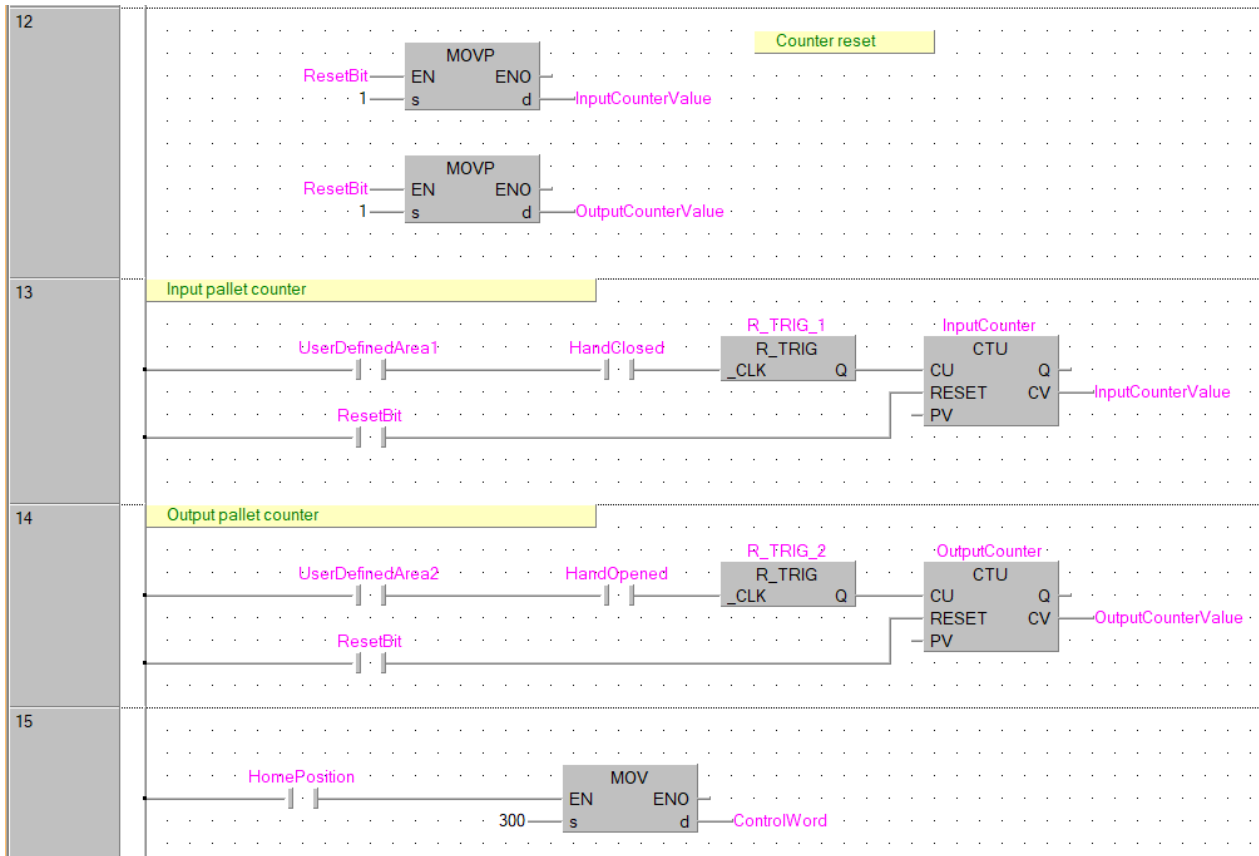 12
Counter reset
MOVP
ResetBit EN ENO
1 s d InputCounterValue
MOVP
ResetBit EN ENO
1 s d OutputCounterValue
13
Input pallet counter
R_TRIG_1 InputCounter
UserDefinedArea1 HandClosed R_TRIG CTU
_CLK Q CU Q
RESET CV InputCounterValue
ResetBit PV
14
Output pallet counter
R_TRIG_2 OutputCounter
UserDefinedArea2 HandOpened R_TRIG CTU
_CLK Q CU Q
RESET CV OutputCounterValue
ResetBit PV
15
HomePosition MOV
EN ENO
300 s d ControlWord